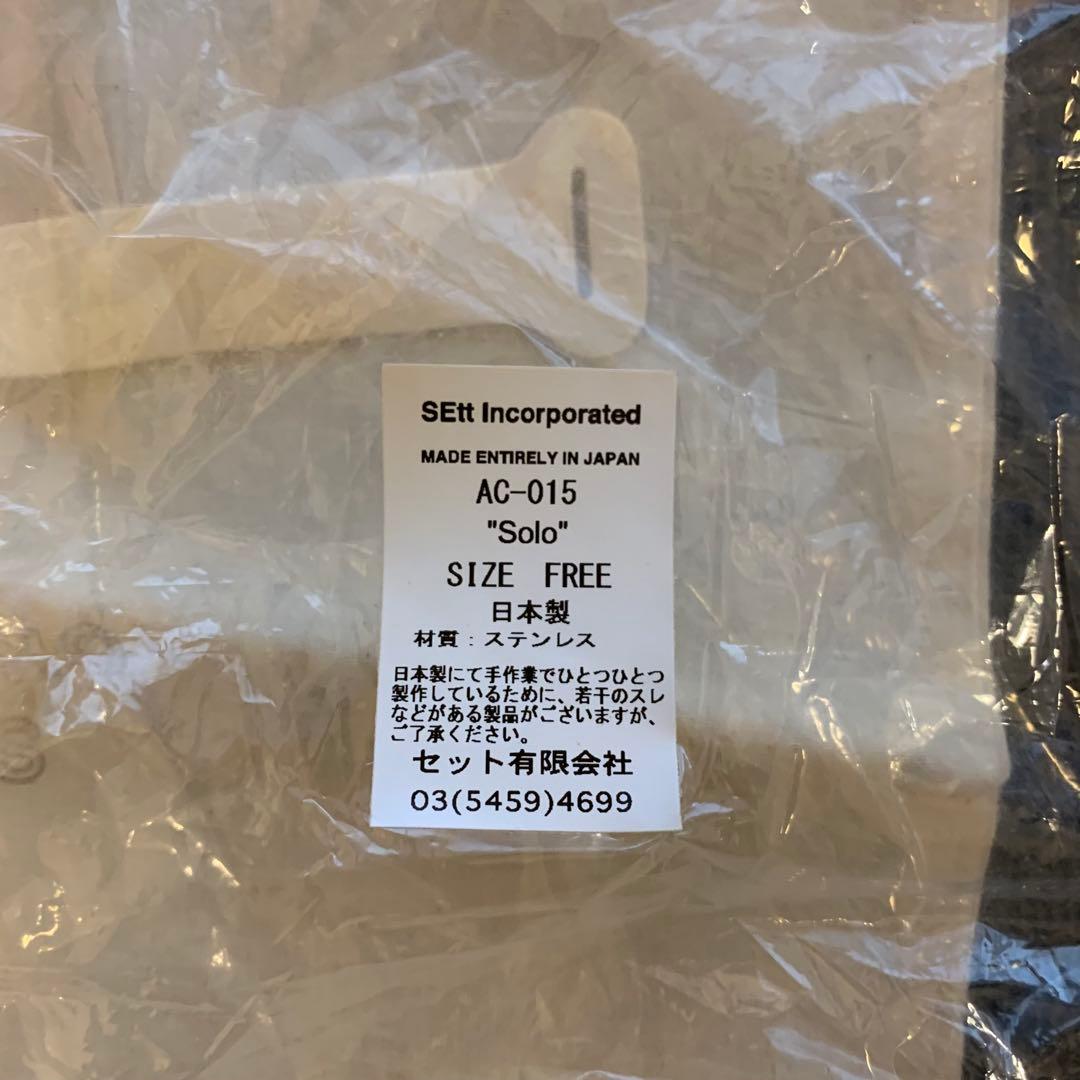 SEtt Incorporated
MADE ENTIRELY IN JAPAN
AC-015
"Solo"
SIZE FREE
日本製
材質：ステンレス
日本製にて手作業でひとつひとつ
製作しているために、若干のスレ
などがある製品がございますが、
ご了承ください。
セット有限会社
03(5459)4699